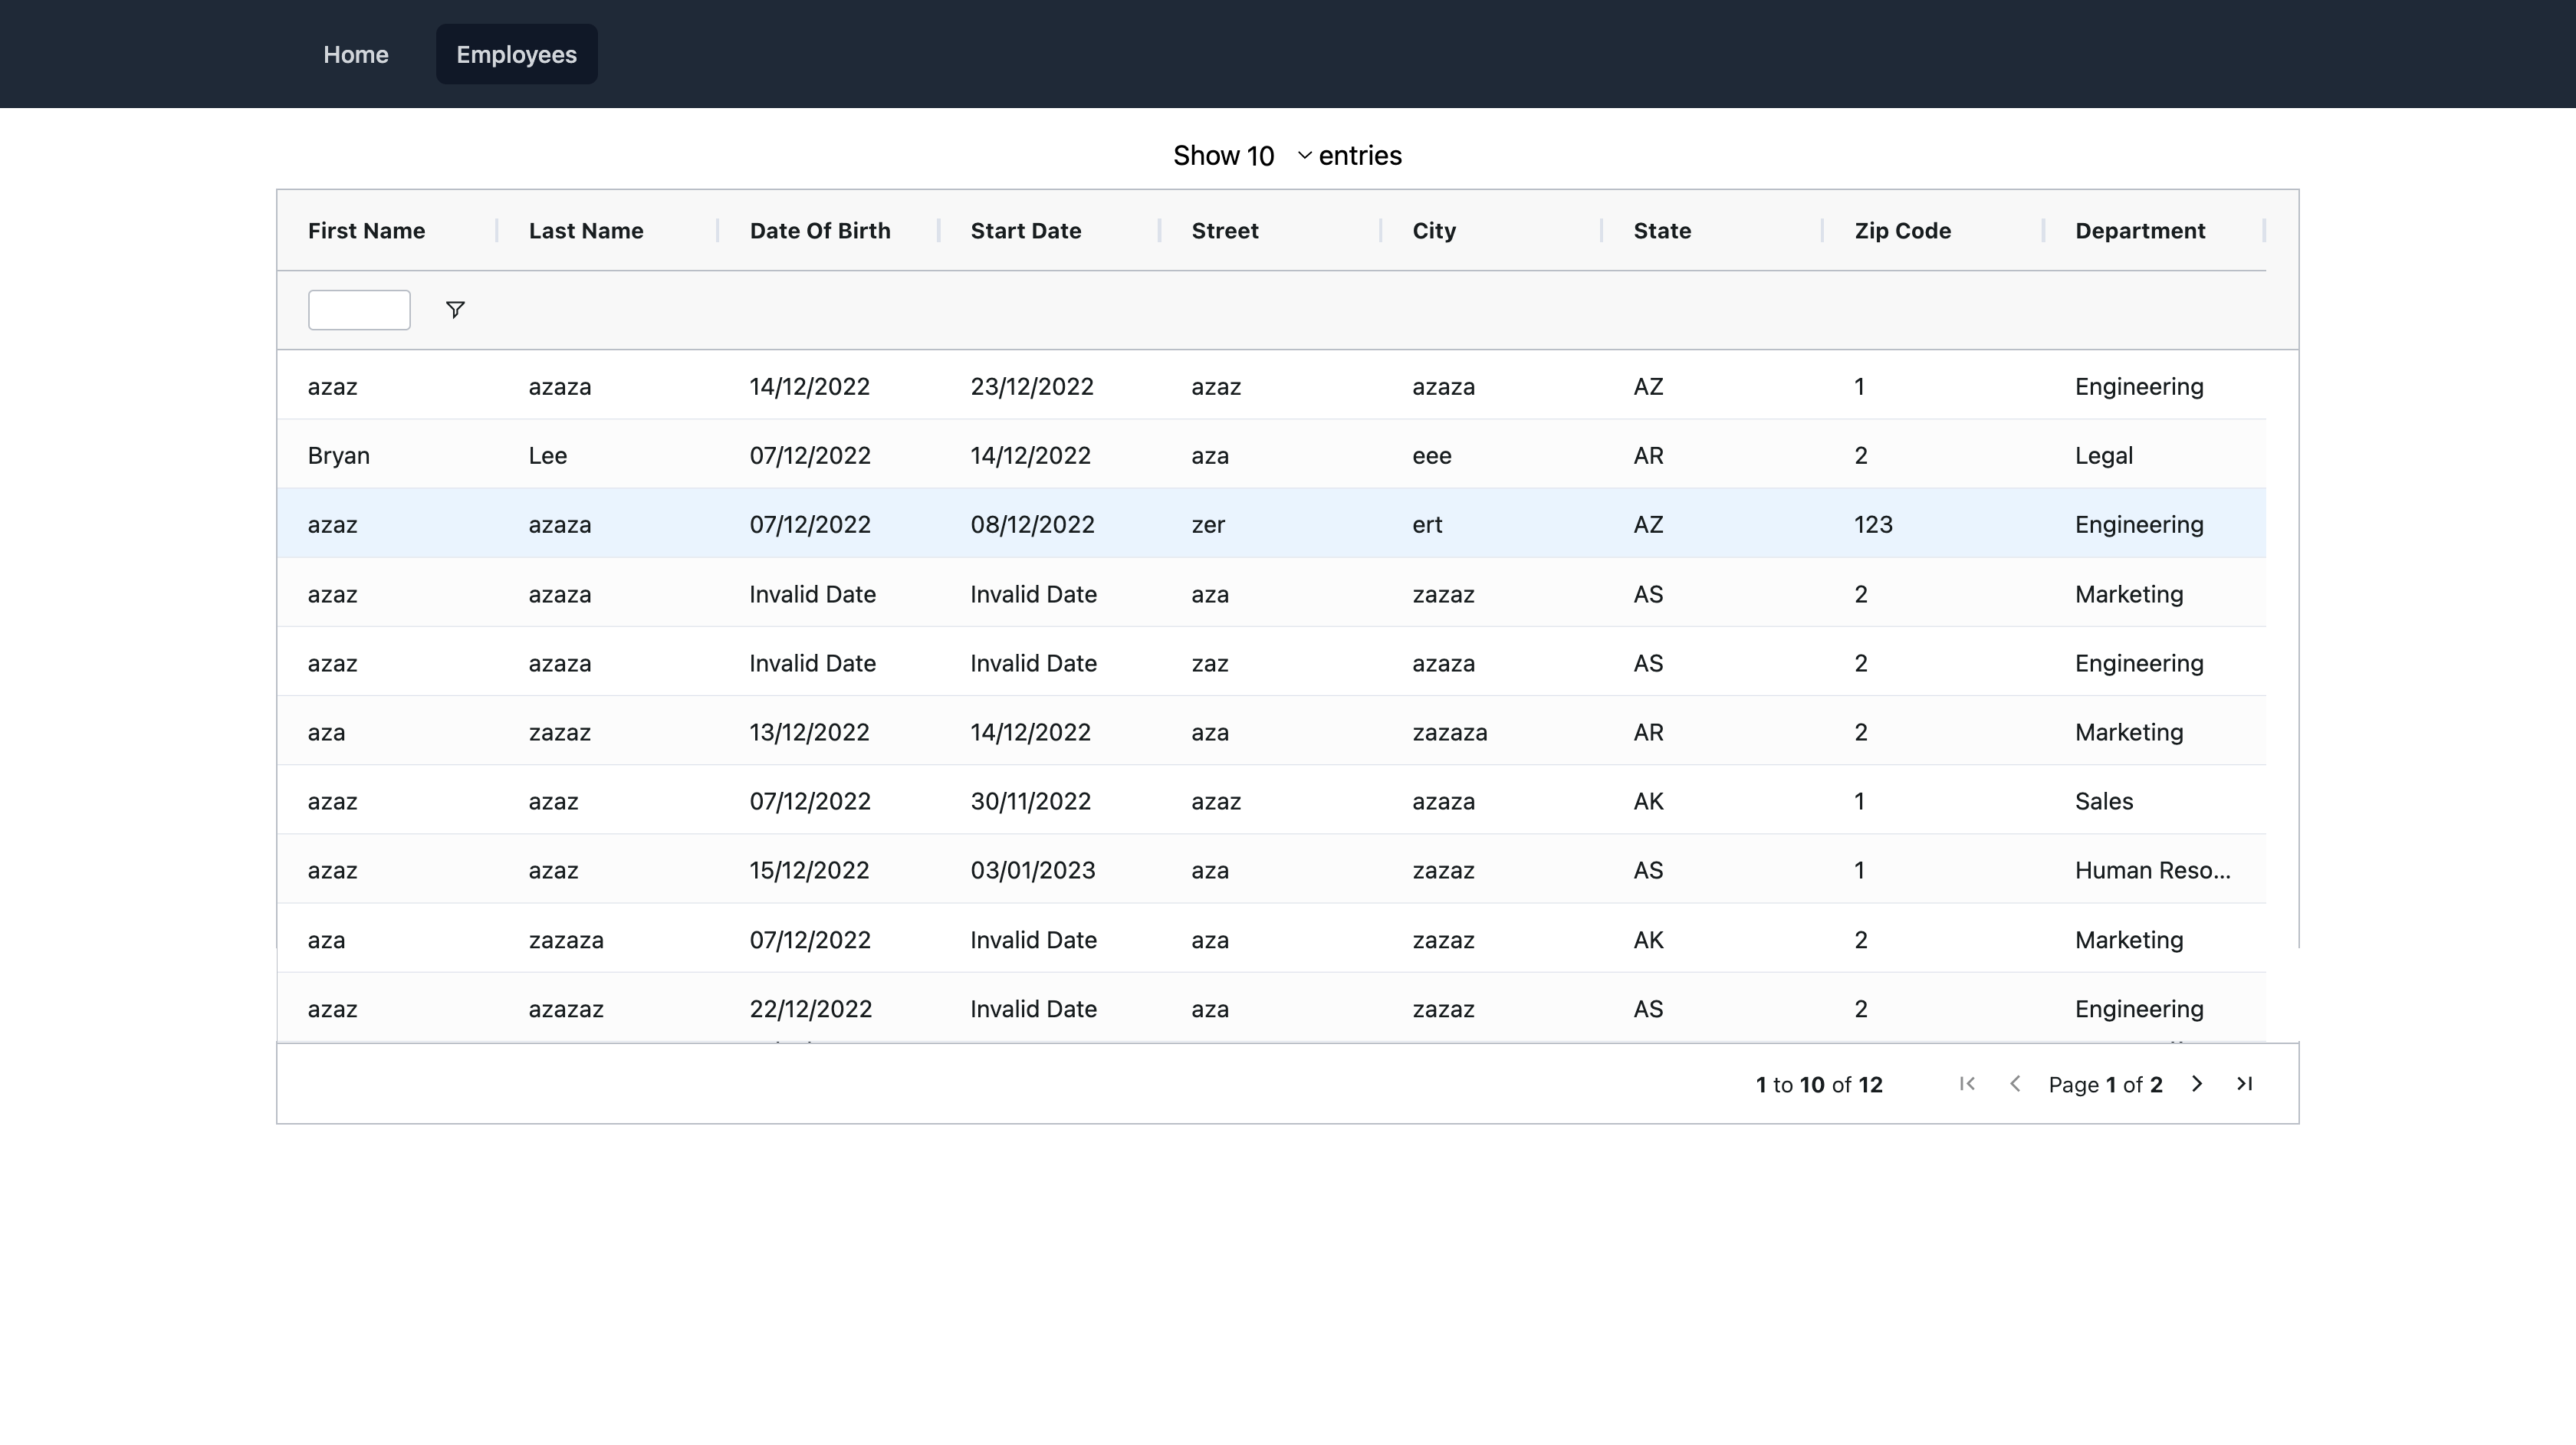 Home Employees
Show 10 entries
First Name Last Name Date Of Birth Start Date Street City State Zip Code Department
azaz azaza 14/12/2022 23/12/2022 azaz azaza AZ 1 Engineering
Bryan Lee 07/12/2022 14/12/2022 aza eee AR 2 Legal
azaz azaza 07/12/2022 08/12/2022 zer ert AZ 123 Engineering
azaz azaza Invalid Date Invalid Date aza zazaz AS 2 Marketing
azaz azaza Invalid Date Invalid Date zaz azaza AS 2 Engineering
aza zazaz 13/12/2022 14/12/2022 aza zazaza AR 2 Marketing
azaz azaz 07/12/2022 30/11/2022 azaz azaza AK 1 Sales
azaz azaz 15/12/2022 03/01/2023 aza zazaz AS 1 Human Reso...
aza zazaza 07/12/2022 Invalid Date aza zazaz AK 2 Marketing
azaz azazaz 22/12/2022 Invalid Date aza zazaz AS 2 Engineering
1 to 10 of 12 Page 1 of 2